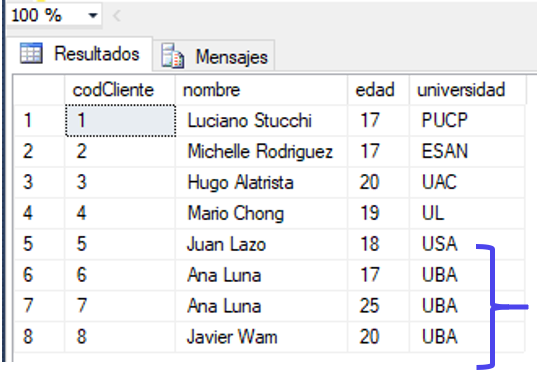 100 %
Resultados Mensajes
codCliente nombre edad universidad
1 1 Luciano Stucchi 17 PUCP
2 2 Michelle Rodriguez 17 ESAN
3 3 Hugo Alatrista 20 UAC
4 4 Mario Chong 19 UL
5 5 Juan Lazo 18 USA
6 6 Ana Luna 17 UBA
7 7 Ana Luna 25 UBA
8 8 Javier Wam 20 UBA